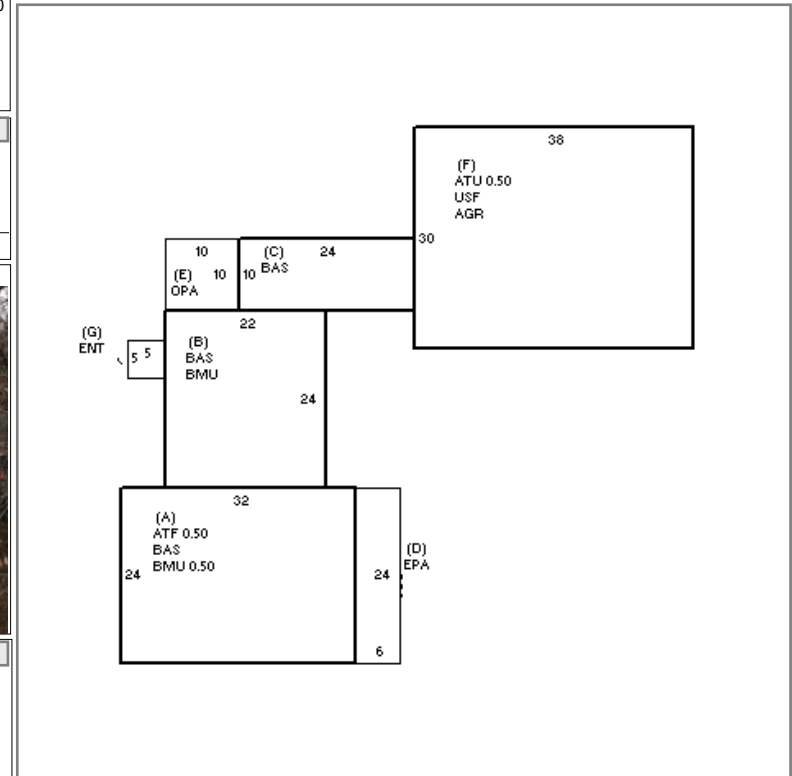 38
(F)
ATU 0.50
USF
AGR
30
10
(E) 10
OPA
(C) 24
10 BAS
(G)
ENT
5 5
22
(B)
BAS
BMU
24
32
(A)
ATF 0.50
BAS
BMU 0.50
24
(D)
EPA
24
6